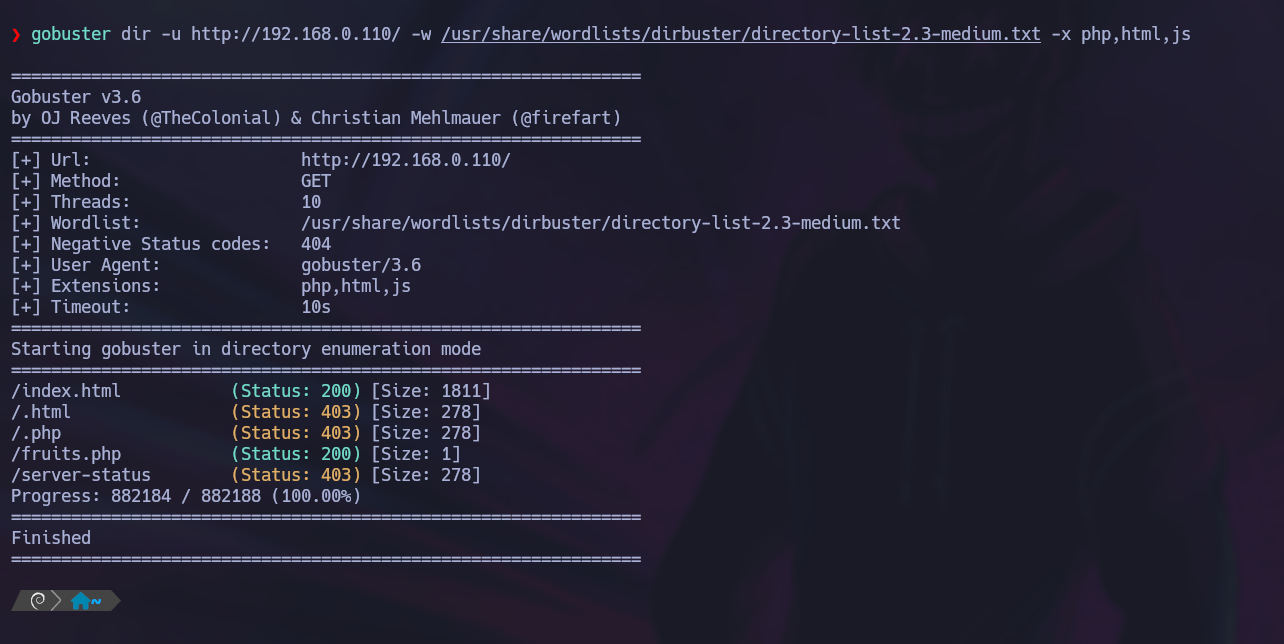 ❯ gobuster dir -u http://192.168.0.110/ -w /usr/share/wordlists/dirbuster/directory-list-2.3-medium.txt -x php,html,js
===============================================================
Gobuster v3.6
by OJ Reeves (@TheColonial) & Christian Mehlmauer (@firefart)
===============================================================
[+] Url:                     http://192.168.0.110/
[+] Method:                  GET
[+] Threads:                 10
[+] Wordlist:                /usr/share/wordlists/dirbuster/directory-list-2.3-medium.txt
[+] Negative Status codes:   404
[+] User Agent:              gobuster/3.6
[+] Extensions:              php,html,js
[+] Timeout:                 10s
===============================================================
Starting gobuster in directory enumeration mode
===============================================================
/index.html           (Status: 200) [Size: 1811]
/.html                (Status: 403) [Size: 278]
/.php                 (Status: 403) [Size: 278]
/fruits.php           (Status: 200) [Size: 1]
/server-status        (Status: 403) [Size: 278]
Progress: 882184 / 882188 (100.00%)
===============================================================
Finished
===============================================================
~